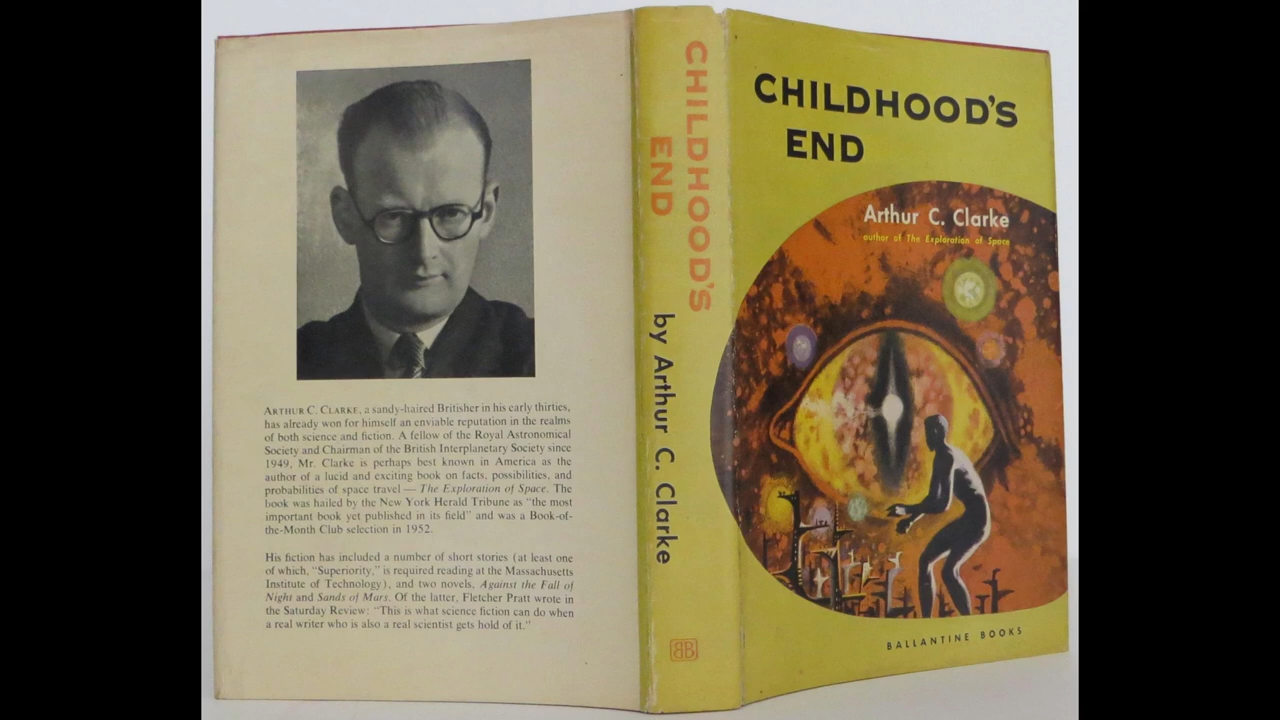 ARTHUR C. CLARKE, a sandy-haired Britisher in his early thirties,
has already won for himself an enviable reputation in the realms
of both science and fiction. A fellow of the Royal Astronomical
Society and Chairman of the British Interplanetary Society since
1949, Mr. Clarke is perhaps best known in America as the
author of a lucid and exciting book on facts, possibilities, and
probabilities of space travel — The Exploration of Space. The
book was hailed by the New York Herald Tribune as "the most
important book yet published in its field" and was a Book-of-
the-Month Club selection in 1952.
His fiction has included a number of short stories (at least one
of which, "Superiority," is required reading at the Massachusetts
Institute of Technology), and two novels, Against the Fall of
Night and Sands of Mars. Of the latter, Fletcher Pratt wrote in
the Saturday Review: "This is what science fiction can do when
a real writer who is also a real scientist gets hold of it."
CHILDHOOD'S
END
by Arthur C. Clarke
BB
CHILDHOOD'S
END
Arthur C. Clarke
author of The Exploration of Space
BALLANTINE BOOKS